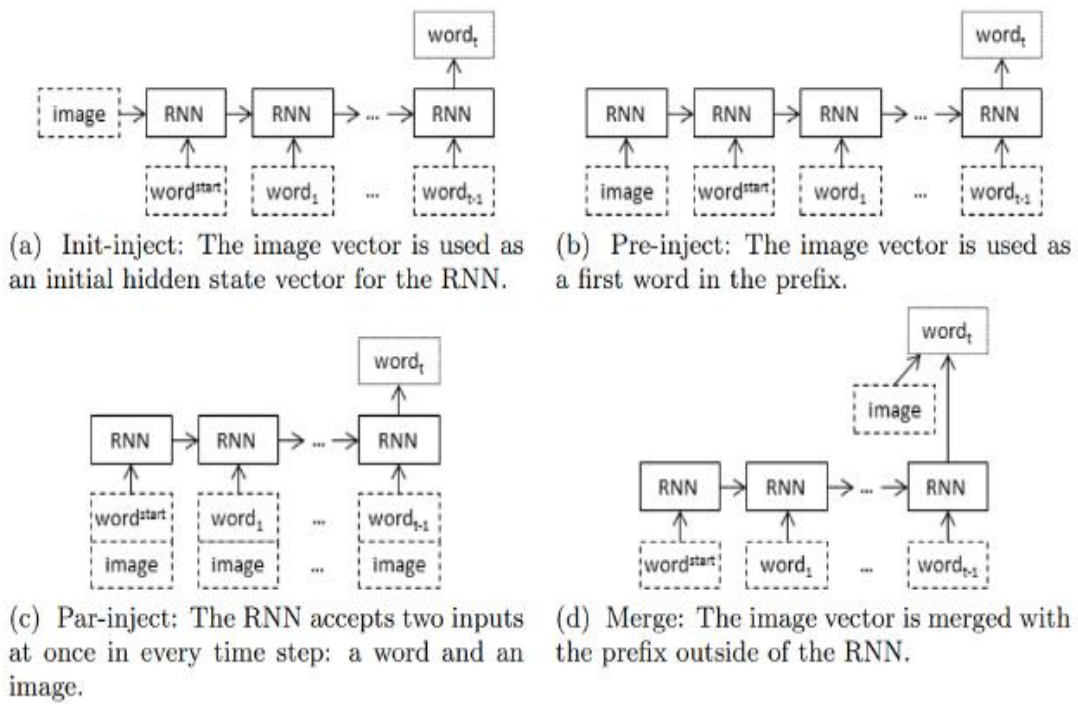 word_t
image RNN RNN ... RNN
word^start word_1 ... word_t-1
(a) Init-inject: The image vector is used as
an initial hidden state vector for the RNN.
word_t
RNN RNN RNN ... RNN
image word^start word_1 ... word_t-1
(b) Pre-inject: The image vector is used as
a first word in the prefix.
word_t
RNN RNN ... RNN
word^start word_1 ... word_t-1
image image ... image
(c) Par-inject: The RNN accepts two inputs
at once in every time step: a word and an
image.
word_t
image
RNN RNN ... RNN
word^start word_1 ... word_t-1
(d) Merge: The image vector is merged with
the prefix outside of the RNN.